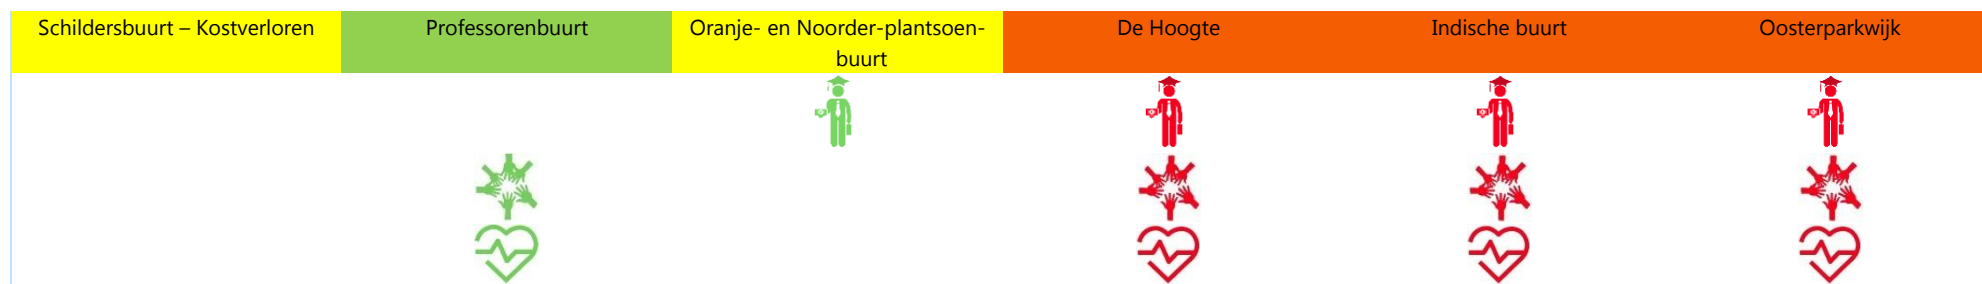 Schildersbuurt – Kostverloren
Professorenbuurt
Oranje- en Noorder-plantsoen-
buurt
De Hoogte
Indische buurt
Oosterparkwijk